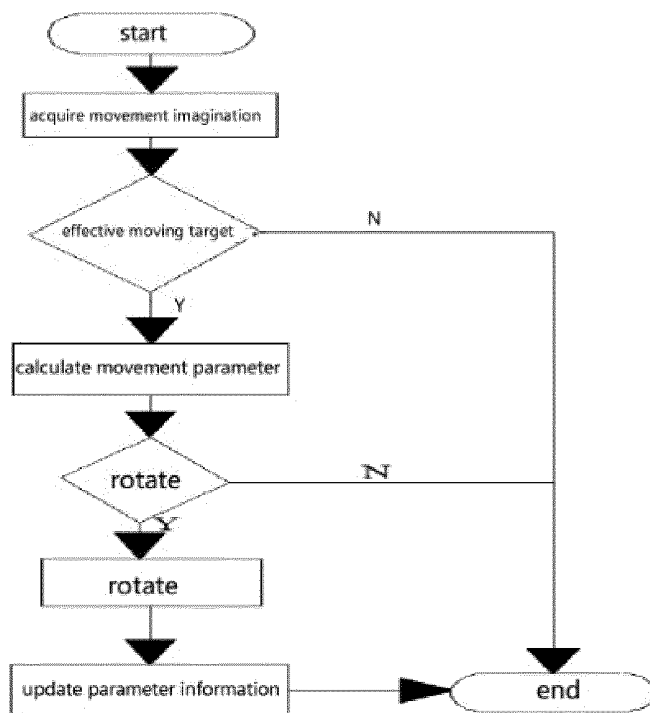 start
acquire movement imagination
effective moving target
N
Y
calculate movement parameter
rotate
N
Y
rotate
update parameter information
end